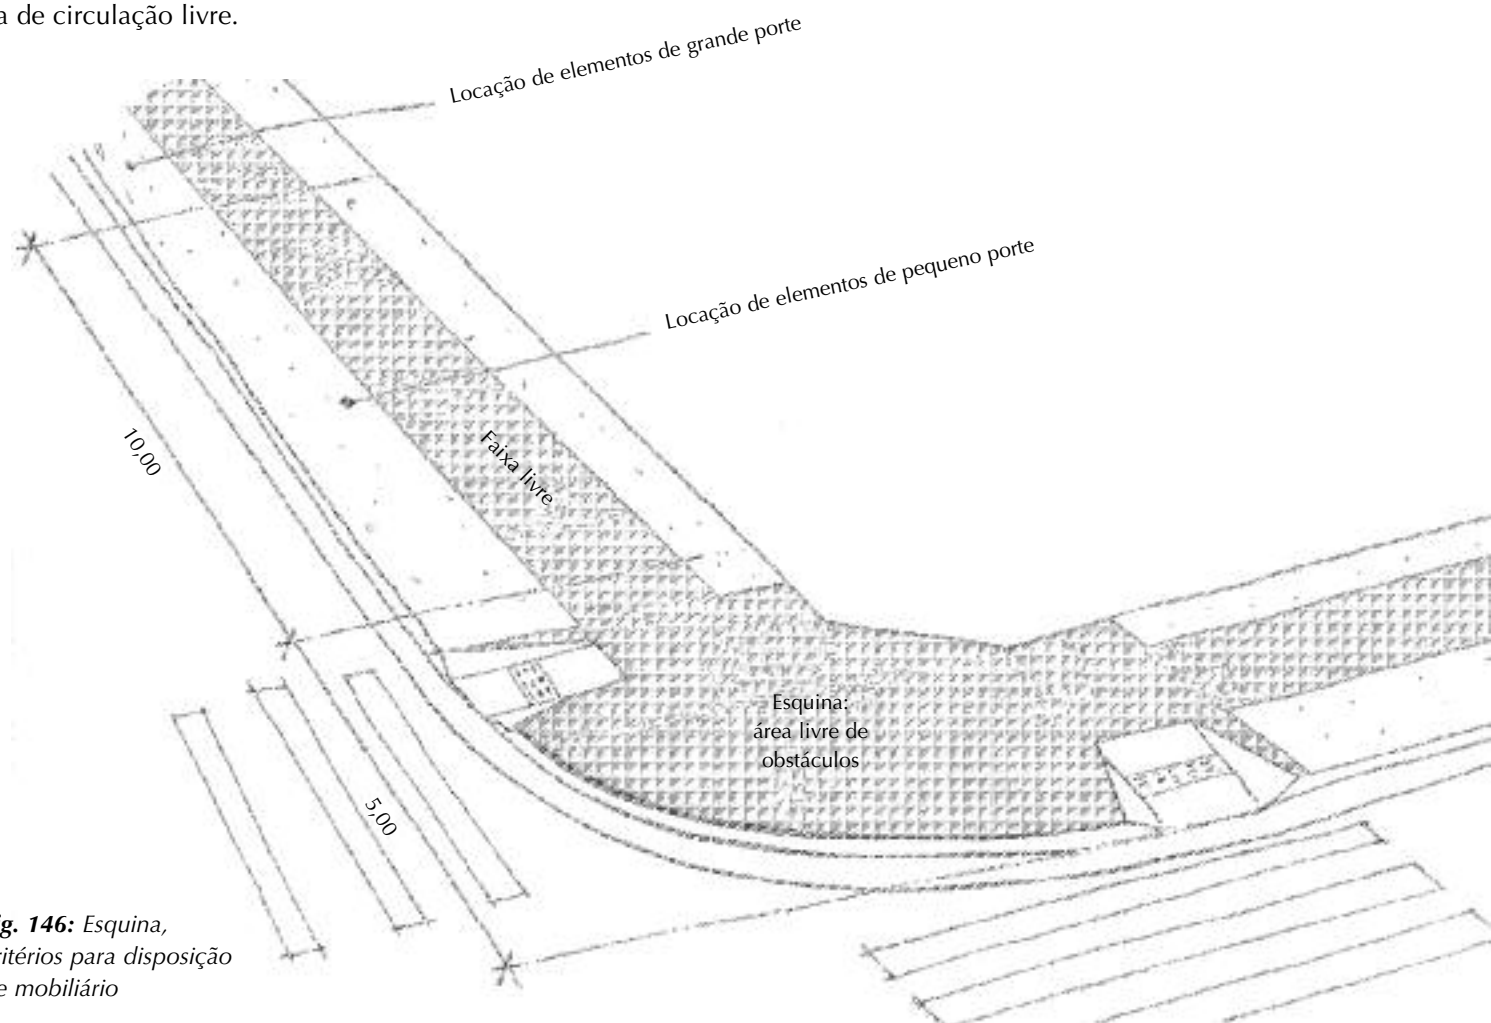 a de circulação livre.
Locação de elementos de grande porte
Locação de elementos de pequeno porte
Faixa livre
10,00
Esquina:
área livre de
obstáculos
5,00
g. 146: Esquina,
ritérios para disposição
e mobiliário